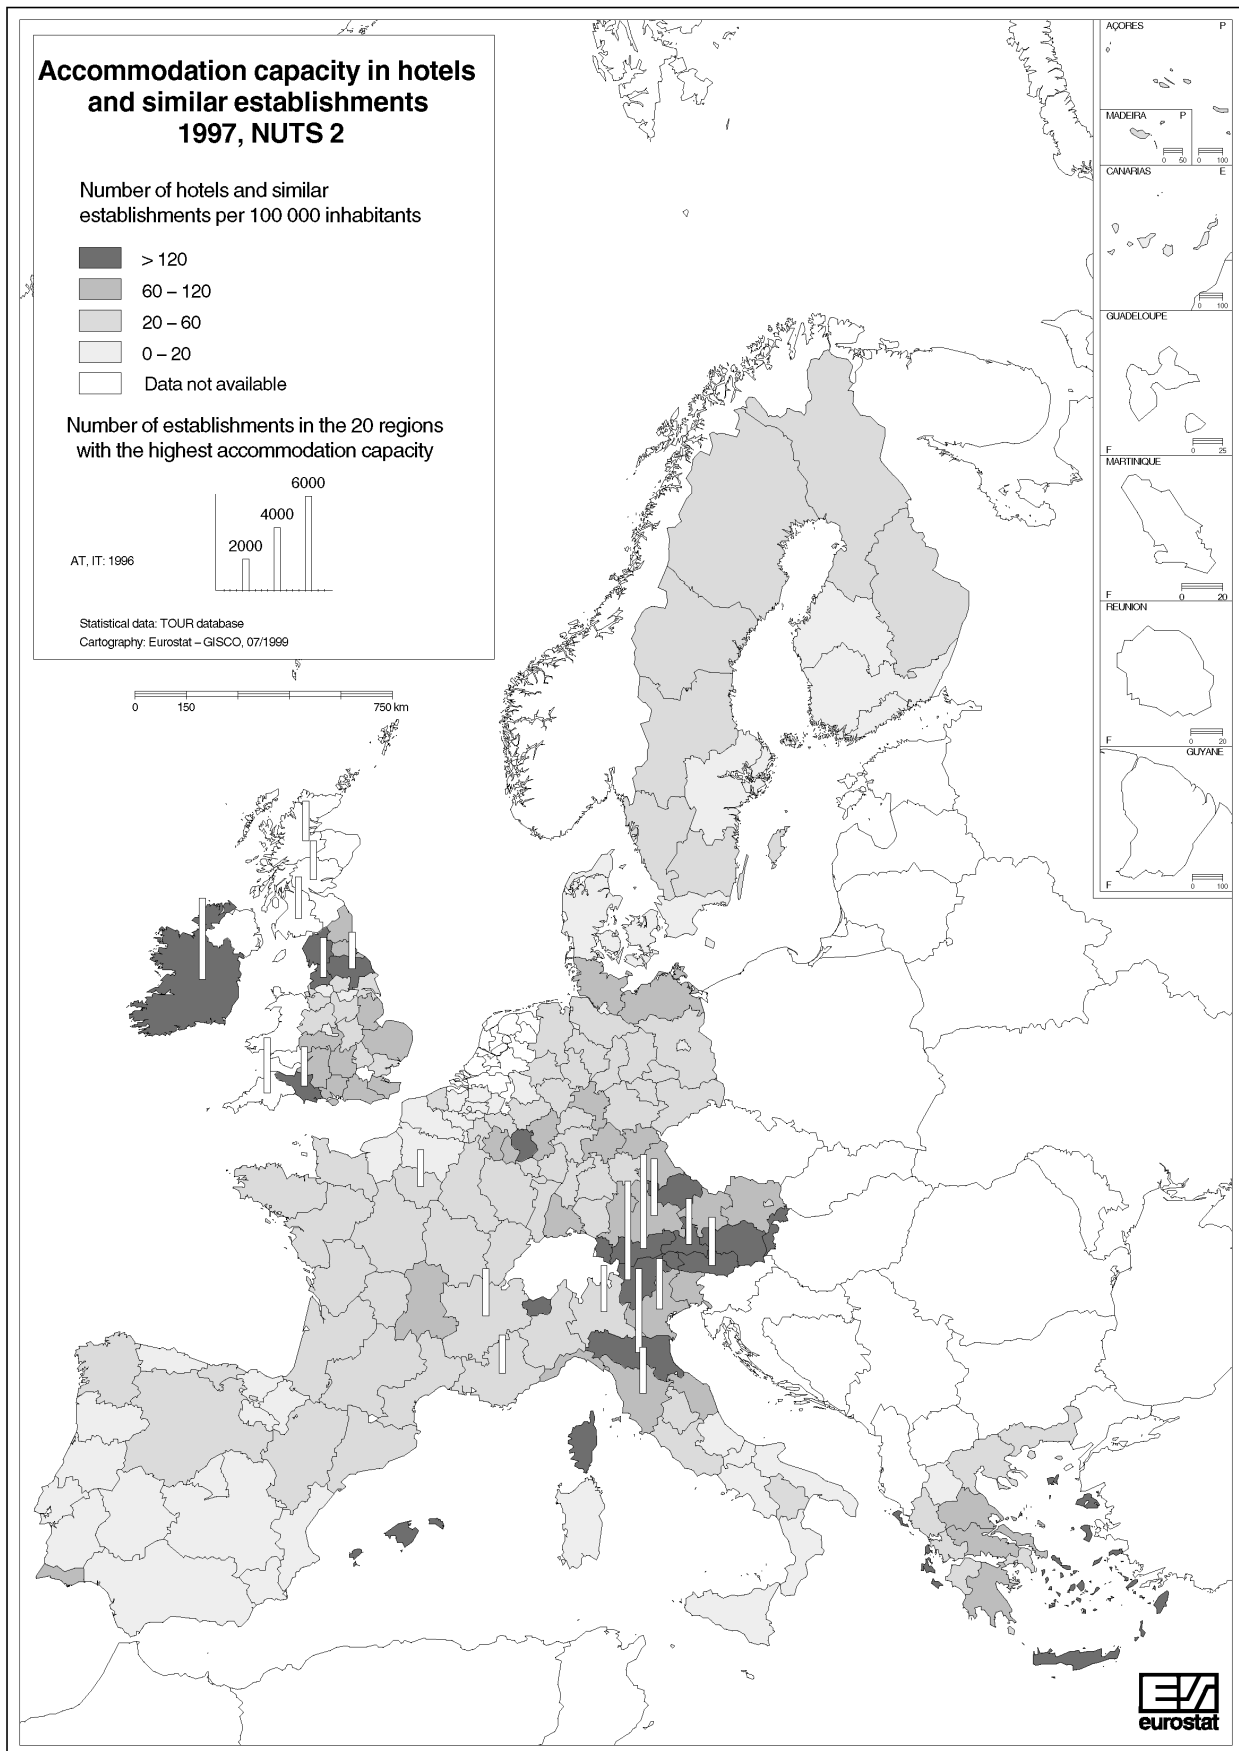 Accommodation capacity in hotels
and similar establishments
1997, NUTS 2
Number of hotels and similar
establishments per 100 000 inhabitants
> 120
60 – 120
20 – 60
0 – 20
Data not available
Number of establishments in the 20 regions
with the highest accommodation capacity
6000
4000
2000
AT, IT: 1996
Statistical data: TOUR database
Cartography: Eurostat – GISCO, 07/1999
0 150 750 km
AÇORES P
MADEIRA P
0 50 0 100
CANARIAS E
0 100
GUADELOUPE
F 0 25
MARTINIQUE
F 0 20
REUNION
F 0 20
GUYANE
F 0 100
eurostat